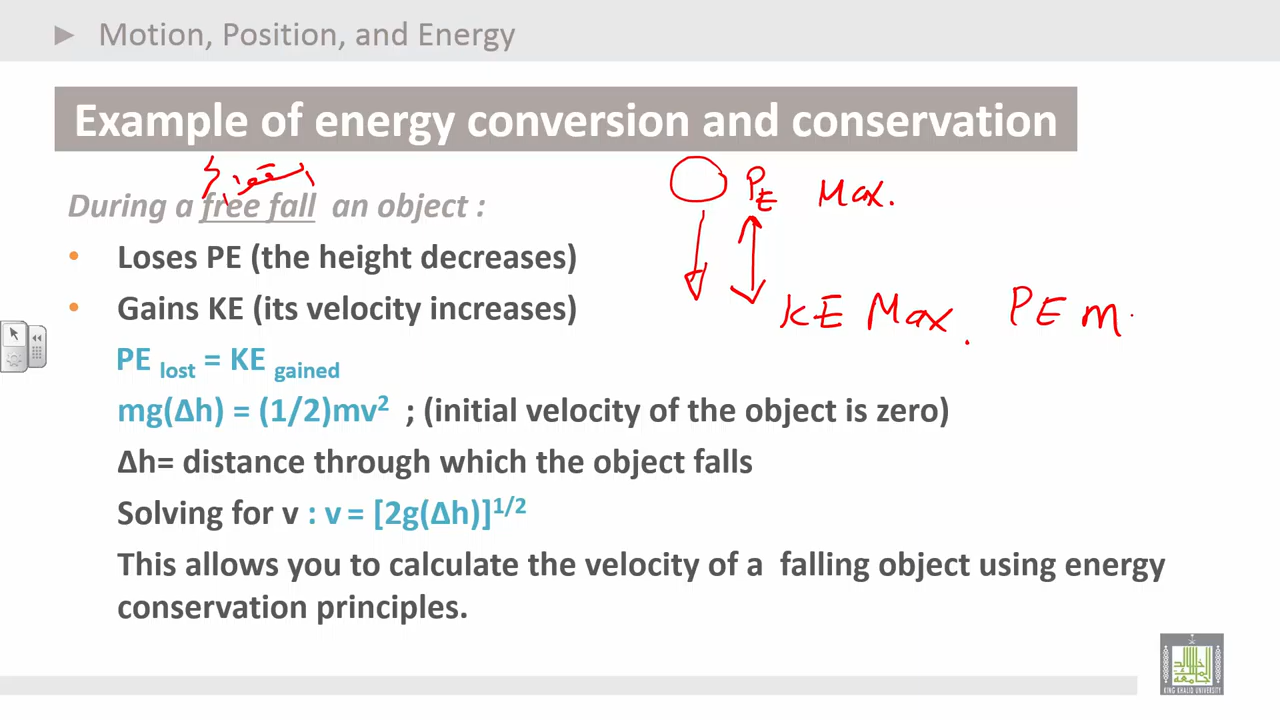 Motion, Position, and Energy
Example of energy conversion and conservation
During a free fall an object :
PE Max.
• Loses PE (the height decreases)
• Gains KE (its velocity increases)
KE Max. PE m.
PE lost = KE gained
mg(Δh) = (1/2)mv² ; (initial velocity of the object is zero)
Δh= distance through which the object falls
Solving for v : v = [2g(Δh)]^1/2
This allows you to calculate the velocity of a falling object using energy
conservation principles.
KING KHALID UNIVERSITY